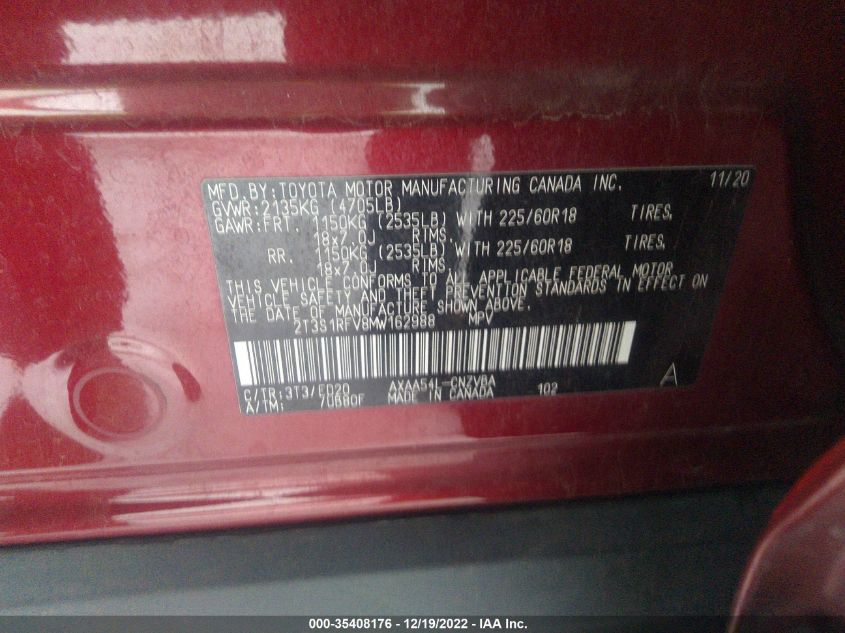 MFD. BY: TOYOTA MOTOR MANUFACTURING CANADA INC. 11/20
GVWR: 2135KG (4705LB)
GAWR: FRT. 1150KG (2535LB) WITH 225/60R18 TIRES,
18x7.0J RIMS,
RR. 1150KG (2535LB) WITH 225/60R18 TIRES,
18x7.0J RIMS,
THIS VEHICLE CONFORMS TO ALL APPLICABLE FEDERAL MOTOR
VEHICLE SAFETY AND THEFT PREVENTION STANDARDS IN EFFECT ON
THE DATE OF MANUFACTURE SHOWN ABOVE.
2T3S1RFV8MW162988 MPV
C/TR: 3T3/FD20 AXAA54L-CNZVBA 102 A
A/TM: MADE IN CANADA
000-35408176 - 12/19/2022 - IAA Inc.